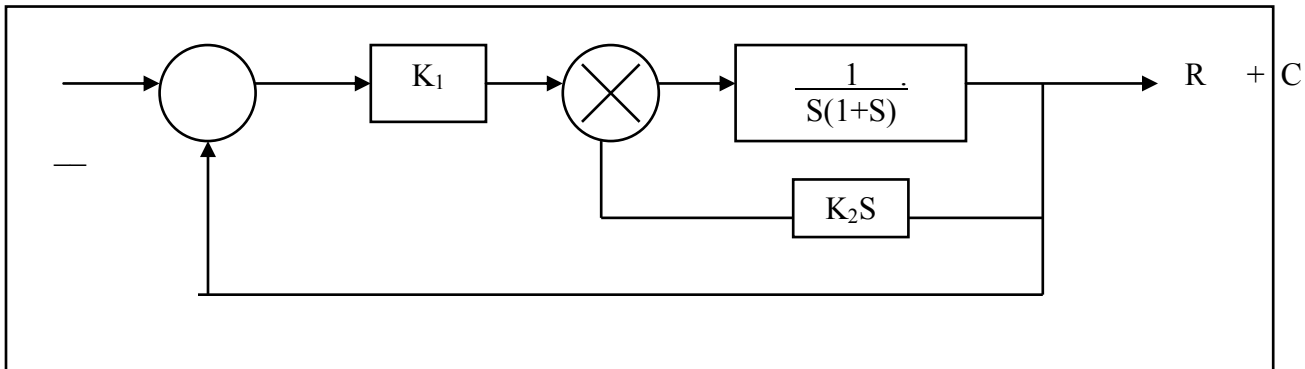 K₁
1 .
S(1+S)
R + C
—
K₂S